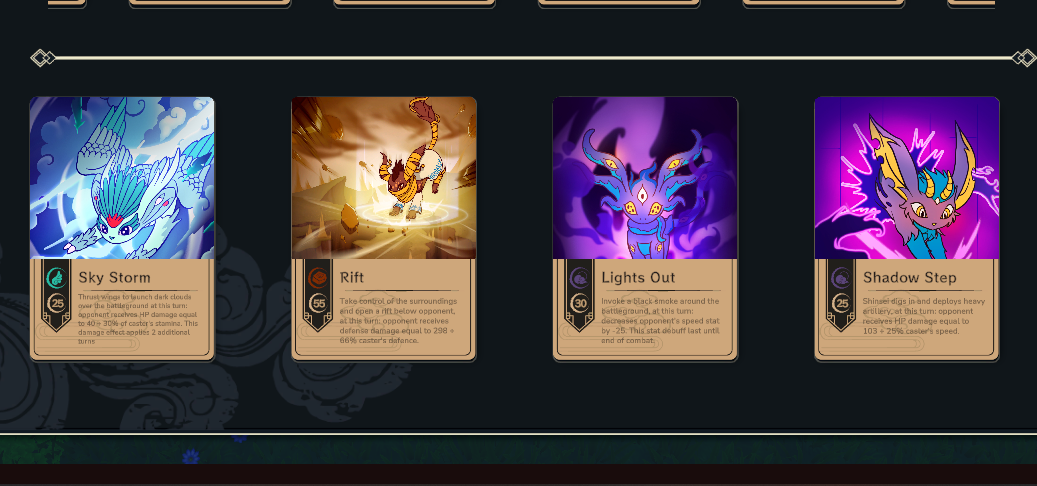 Sky Storm
25
Thrust wings to launch dark clouds
over the battleground at this turn:
opponent receives HP damage equal
to 40 + 30% of caster's stamina. This
damage effect applies 2 additional
turns
Rift
55
Take control of the surroundings
and open a rift below opponent,
at this turn: opponent receives
defense damage equal to 298 +
66% caster's defence.
Lights Out
30
Invoke a black smoke around the
battleground, at this turn:
decreases opponent's speed stat
by -25. This stat debuff last until
end of combat.
Shadow Step
25
Shinsei digs in and deploys heavy
artillery, at this turn: opponent
receives HP damage equal to
103 + 25% caster's speed.